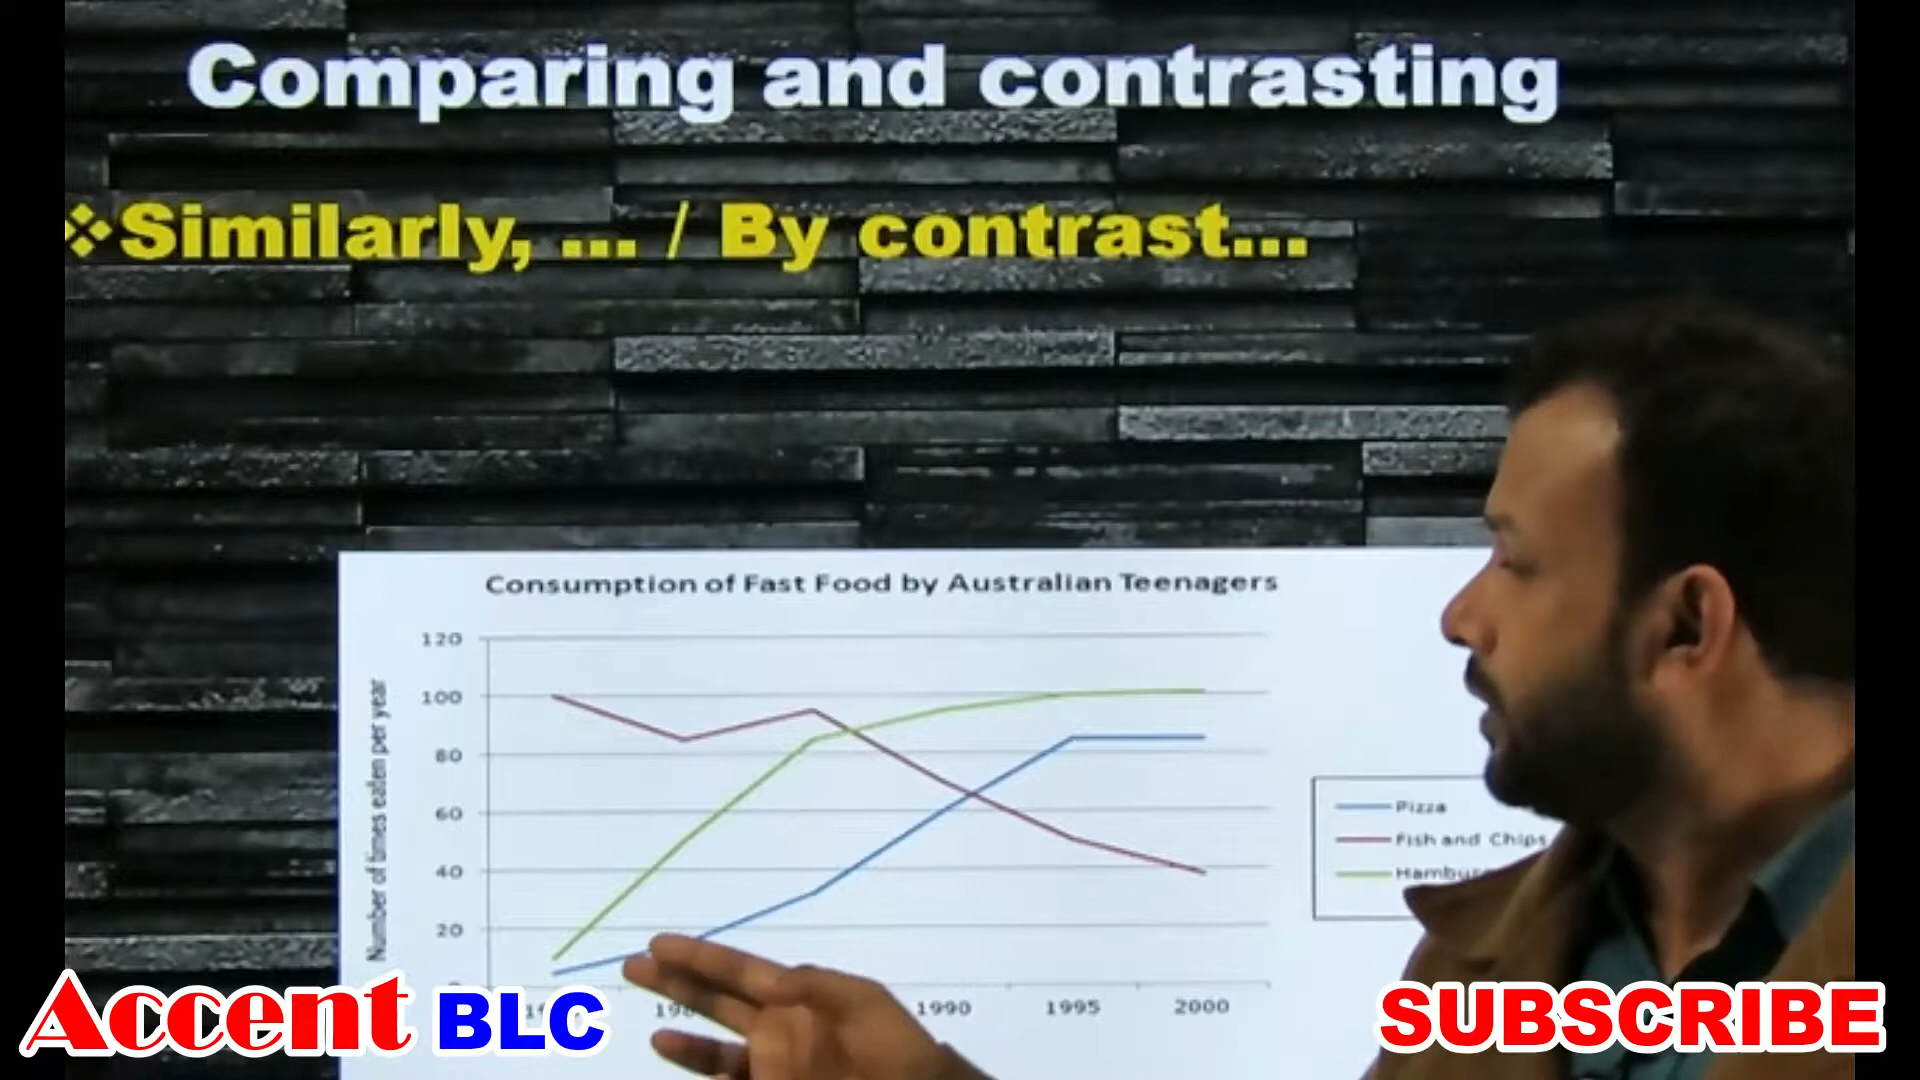 Comparing and contrasting
❖Similarly, ... / By contrast...
Consumption of Fast Food by Australian Teenagers
Number of times eaten per year
120
100
80
60
40
20
1990
1995
2000
Pizza
Fish and Chips
Accent BLC
SUBSCRIBE